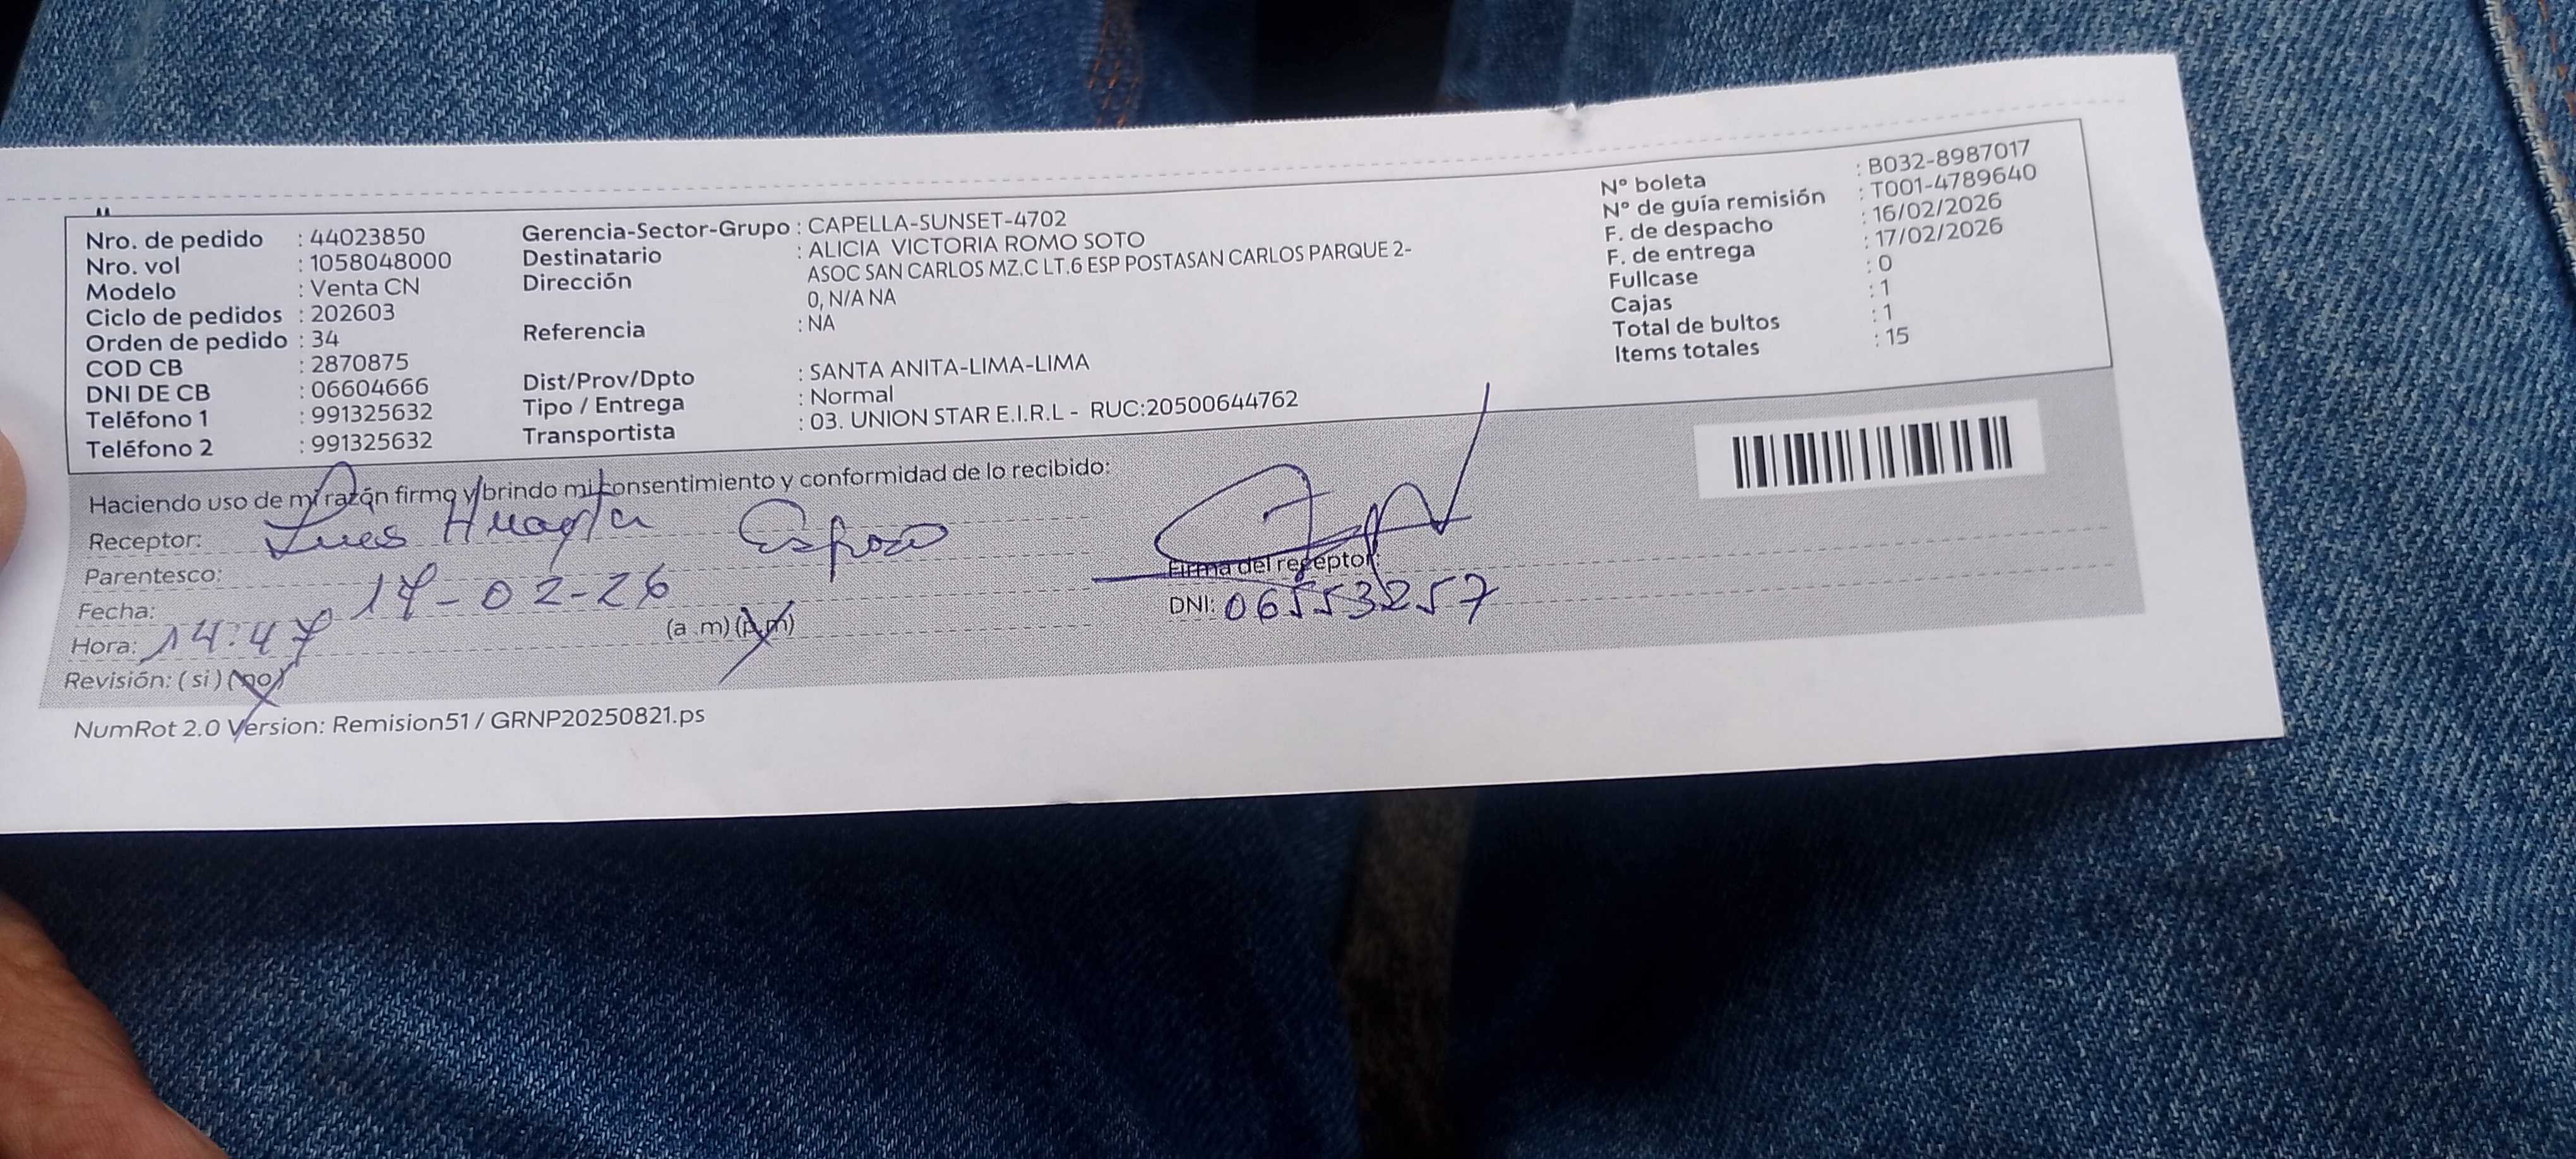 Nro. de pedido : 44023850
Nro. vol : 1058048000
Modelo : Venta CN
Ciclo de pedidos : 202603
Orden de pedido : 34
COD CB : 2870875
DNI DE CB : 06604666
Teléfono 1 : 991325632
Teléfono 2 : 991325632
Gerencia-Sector-Grupo : CAPELLA-SUNSET-4702
Destinatario : ALICIA VICTORIA ROMO SOTO
Dirección : ASOC SAN CARLOS MZ.C LT.6 ESP POSTASAN CARLOS PARQUE 2-
0, N/A NA
Referencia : NA
Dist/Prov/Dpto : SANTA ANITA-LIMA-LIMA
Tipo / Entrega : Normal
Transportista : 03. UNION STAR E.I.R.L - RUC:20500644762
N° boleta : B032-8987017
N° de guía remisión : T001-4789640
F. de despacho : 16/02/2026
F. de entrega : 17/02/2026
Fullcase : 0
Cajas : 1
Total de bultos : 1
Items totales : 15
Haciendo uso de mi razón firmo y brindo mi consentimiento y conformidad de lo recibido:
Receptor: Esposo
Parentesco:
Fecha: 17-02-26
Hora: 14:47 (a .m) (p.m)
Revisión: ( si ) ( no )
Firma del receptor:
DNI: 06553257
NumRot 2.0 Version: Remision51 / GRNP20250821.ps